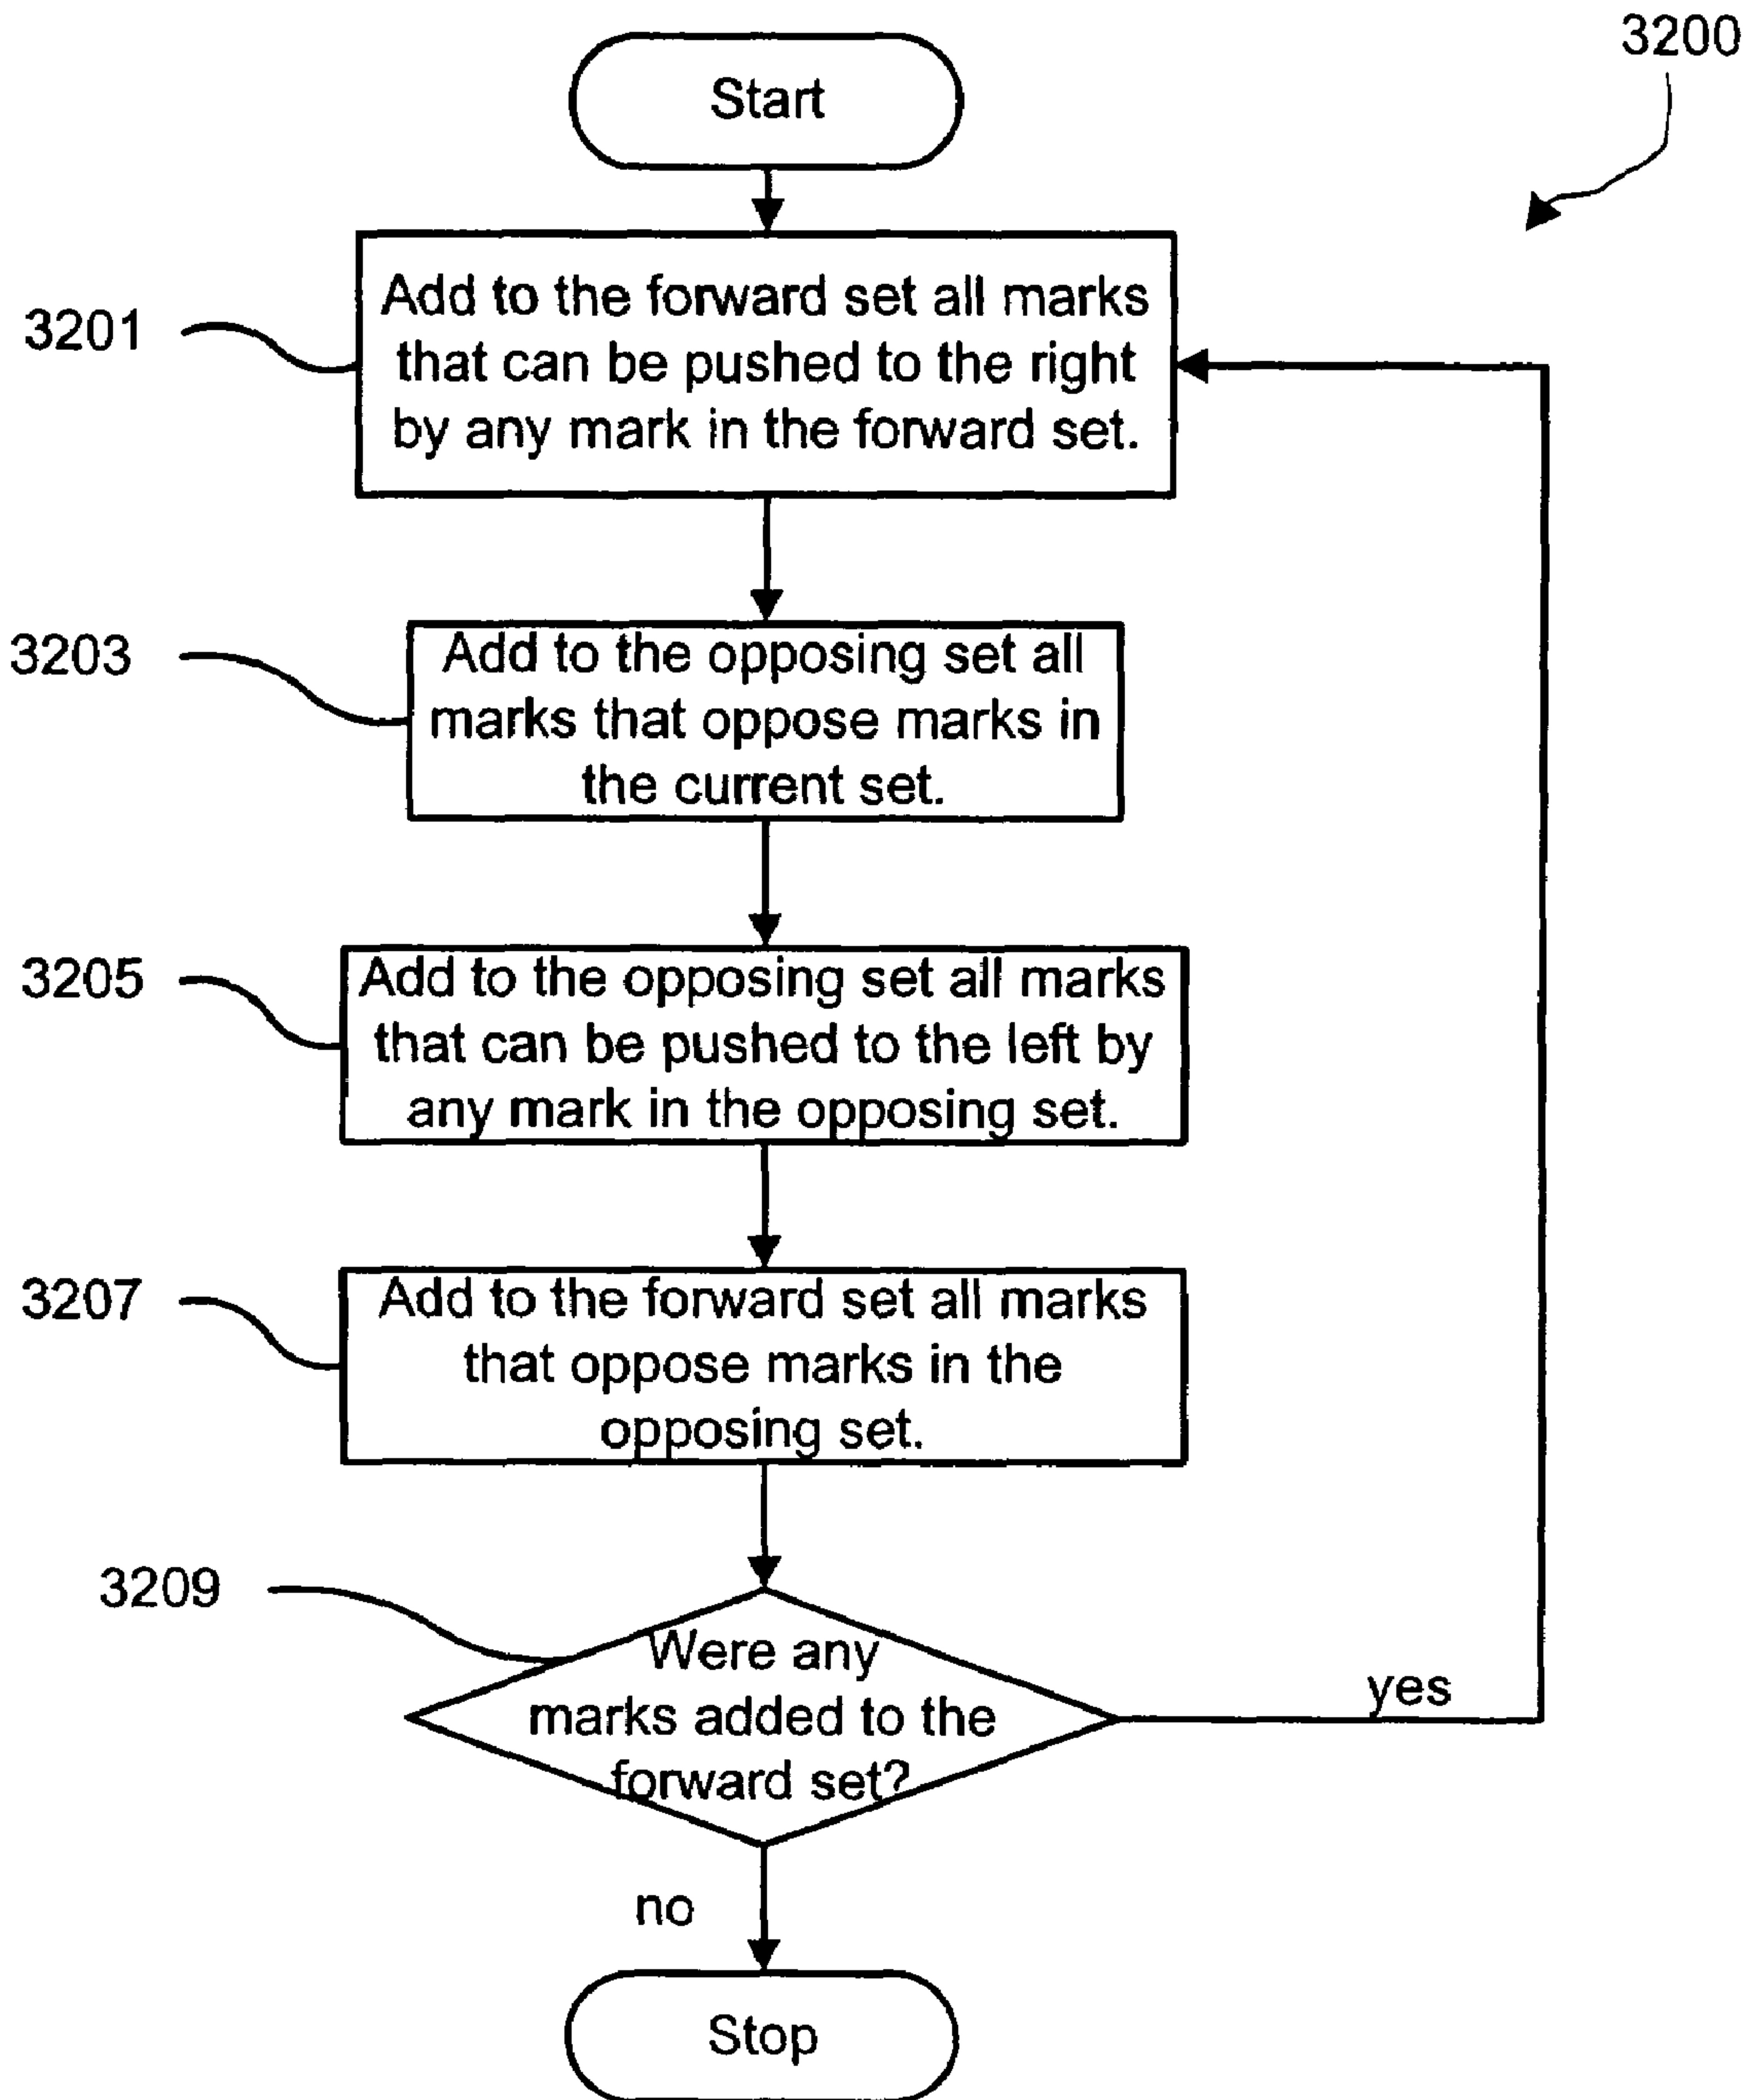 3200
Start
3201
Add to the forward set all marks
that can be pushed to the right
by any mark in the forward set.
3203
Add to the opposing set all
marks that oppose marks in
the current set.
3205
Add to the opposing set all marks
that can be pushed to the left by
any mark in the opposing set.
3207
Add to the forward set all marks
that oppose marks in the
opposing set.
3209
Were any
marks added to the
forward set?
yes
no
Stop